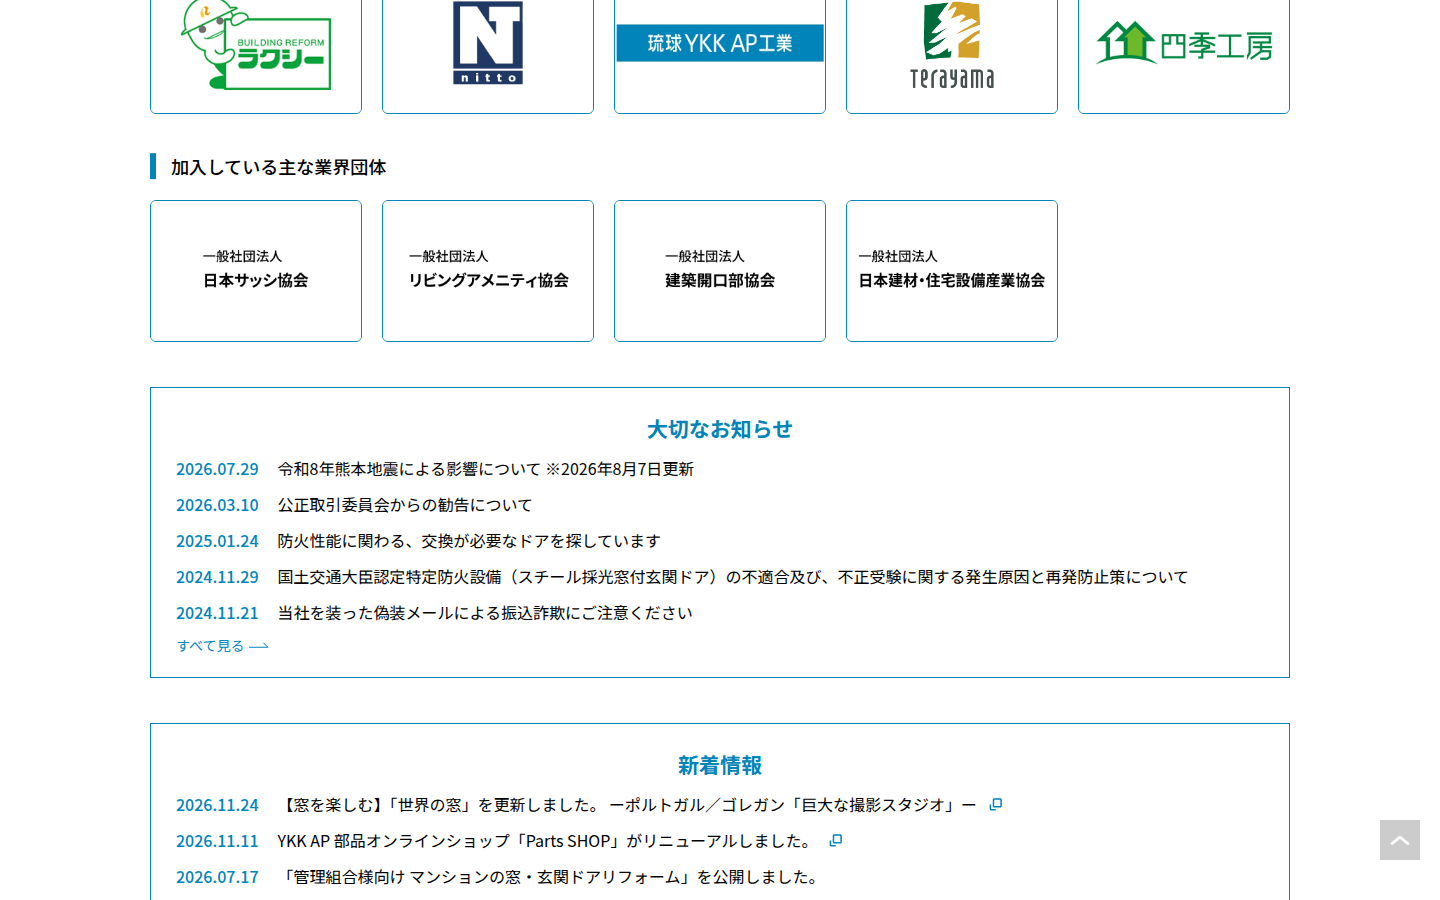 BUILDING REFORM
ラクシー
N
nitto
琉球YKK AP工業
Terayama
四季工房
加入している主な業界団体
一般社団法人
日本サッシ協会
一般社団法人
リビングアメニティ協会
一般社団法人
建築開口部協会
一般社団法人
日本建材・住宅設備産業協会
大切なお知らせ
2026.07.29 令和8年熊本地震による影響について ※2026年8月7日更新
2026.03.10 公正取引委員会からの勧告について
2025.01.24 防火性能に関わる、交換が必要なドアを探しています
2024.11.29 国土交通大臣認定特定防火設備（スチール採光窓付玄関ドア）の不適合及び、不正受験に関する発生原因と再発防止策について
2024.11.21 当社を装った偽装メールによる振込詐欺にご注意ください
すべて見る
新着情報
2026.11.24 【窓を楽しむ】「世界の窓」を更新しました。 ーポルトガル／ゴレガン「巨大な撮影スタジオ」ー
2026.11.11 YKK AP 部品オンラインショップ「Parts SHOP」がリニューアルしました。
2026.07.17 「管理組合様向け マンションの窓・玄関ドアリフォーム」を公開しました。